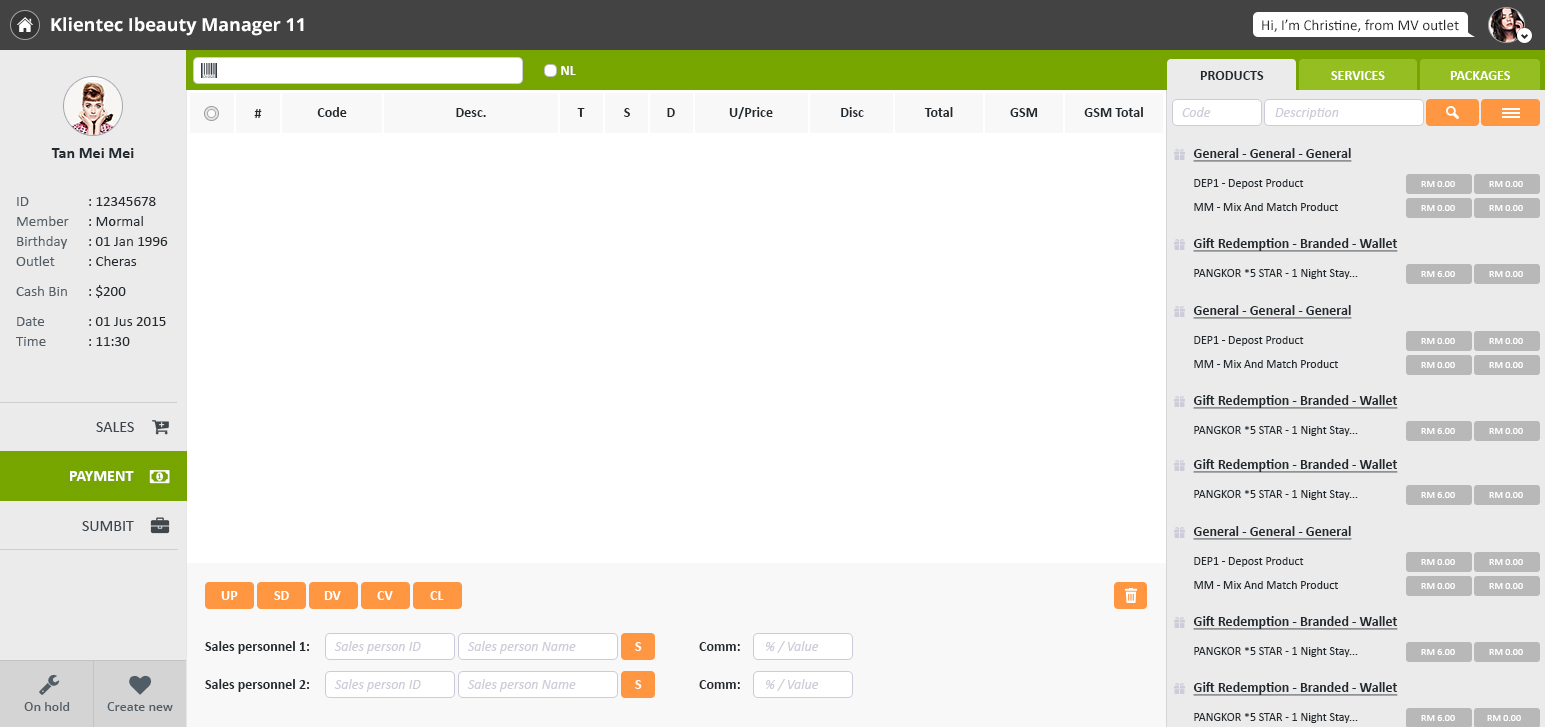 Klientec Ibeauty Manager 11
Hi, I'm Christine, from MV outlet
Tan Mei Mei
ID : 12345678
Member : Mormal
Birthday : 01 Jan 1996
Outlet : Cheras
Cash Bin : $200
Date : 01 Jus 2015
Time : 11:30
SALES
PAYMENT
SUMBIT
On hold
Create new
NL
# Code Desc. T S D U/Price Disc Total GSM GSM Total
UP SD DV CV CL
Sales personnel 1: Sales person ID Sales person Name S Comm: % / Value
Sales personnel 2: Sales person ID Sales person Name S Comm: % / Value
PRODUCTS SERVICES PACKAGES
Code Description
General - General - General
DEP1 - Depost Product RM 0.00 RM 0.00
MM - Mix And Match Product RM 0.00 RM 0.00
Gift Redemption - Branded - Wallet
PANGKOR *5 STAR - 1 Night Stay... RM 6.00 RM 0.00
General - General - General
DEP1 - Depost Product RM 0.00 RM 0.00
MM - Mix And Match Product RM 0.00 RM 0.00
Gift Redemption - Branded - Wallet
PANGKOR *5 STAR - 1 Night Stay... RM 6.00 RM 0.00
Gift Redemption - Branded - Wallet
PANGKOR *5 STAR - 1 Night Stay... RM 6.00 RM 0.00
General - General - General
DEP1 - Depost Product RM 0.00 RM 0.00
MM - Mix And Match Product RM 0.00 RM 0.00
Gift Redemption - Branded - Wallet
PANGKOR *5 STAR - 1 Night Stay... RM 6.00 RM 0.00
Gift Redemption - Branded - Wallet
PANGKOR *5 STAR - 1 Night Stay... RM 6.00 RM 0.00